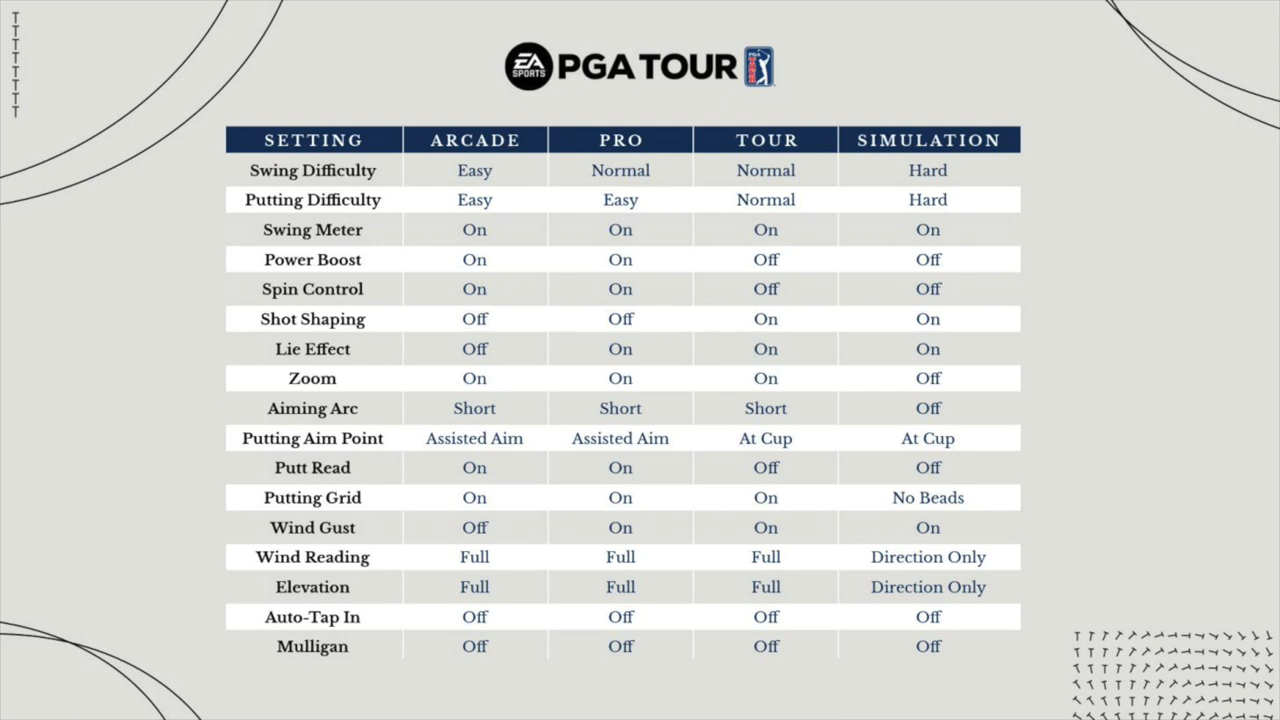 EA SPORTS PGA TOUR
SETTING ARCADE PRO TOUR SIMULATION
Swing Difficulty Easy Normal Normal Hard
Putting Difficulty Easy Easy Normal Hard
Swing Meter On On On On
Power Boost On On Off Off
Spin Control On On Off Off
Shot Shaping Off Off On On
Lie Effect Off On On On
Zoom On On On Off
Aiming Arc Short Short Short Off
Putting Aim Point Assisted Aim Assisted Aim At Cup At Cup
Putt Read On On Off Off
Putting Grid On On On No Beads
Wind Gust Off On On On
Wind Reading Full Full Full Direction Only
Elevation Full Full Full Direction Only
Auto-Tap In Off Off Off Off
Mulligan Off Off Off Off